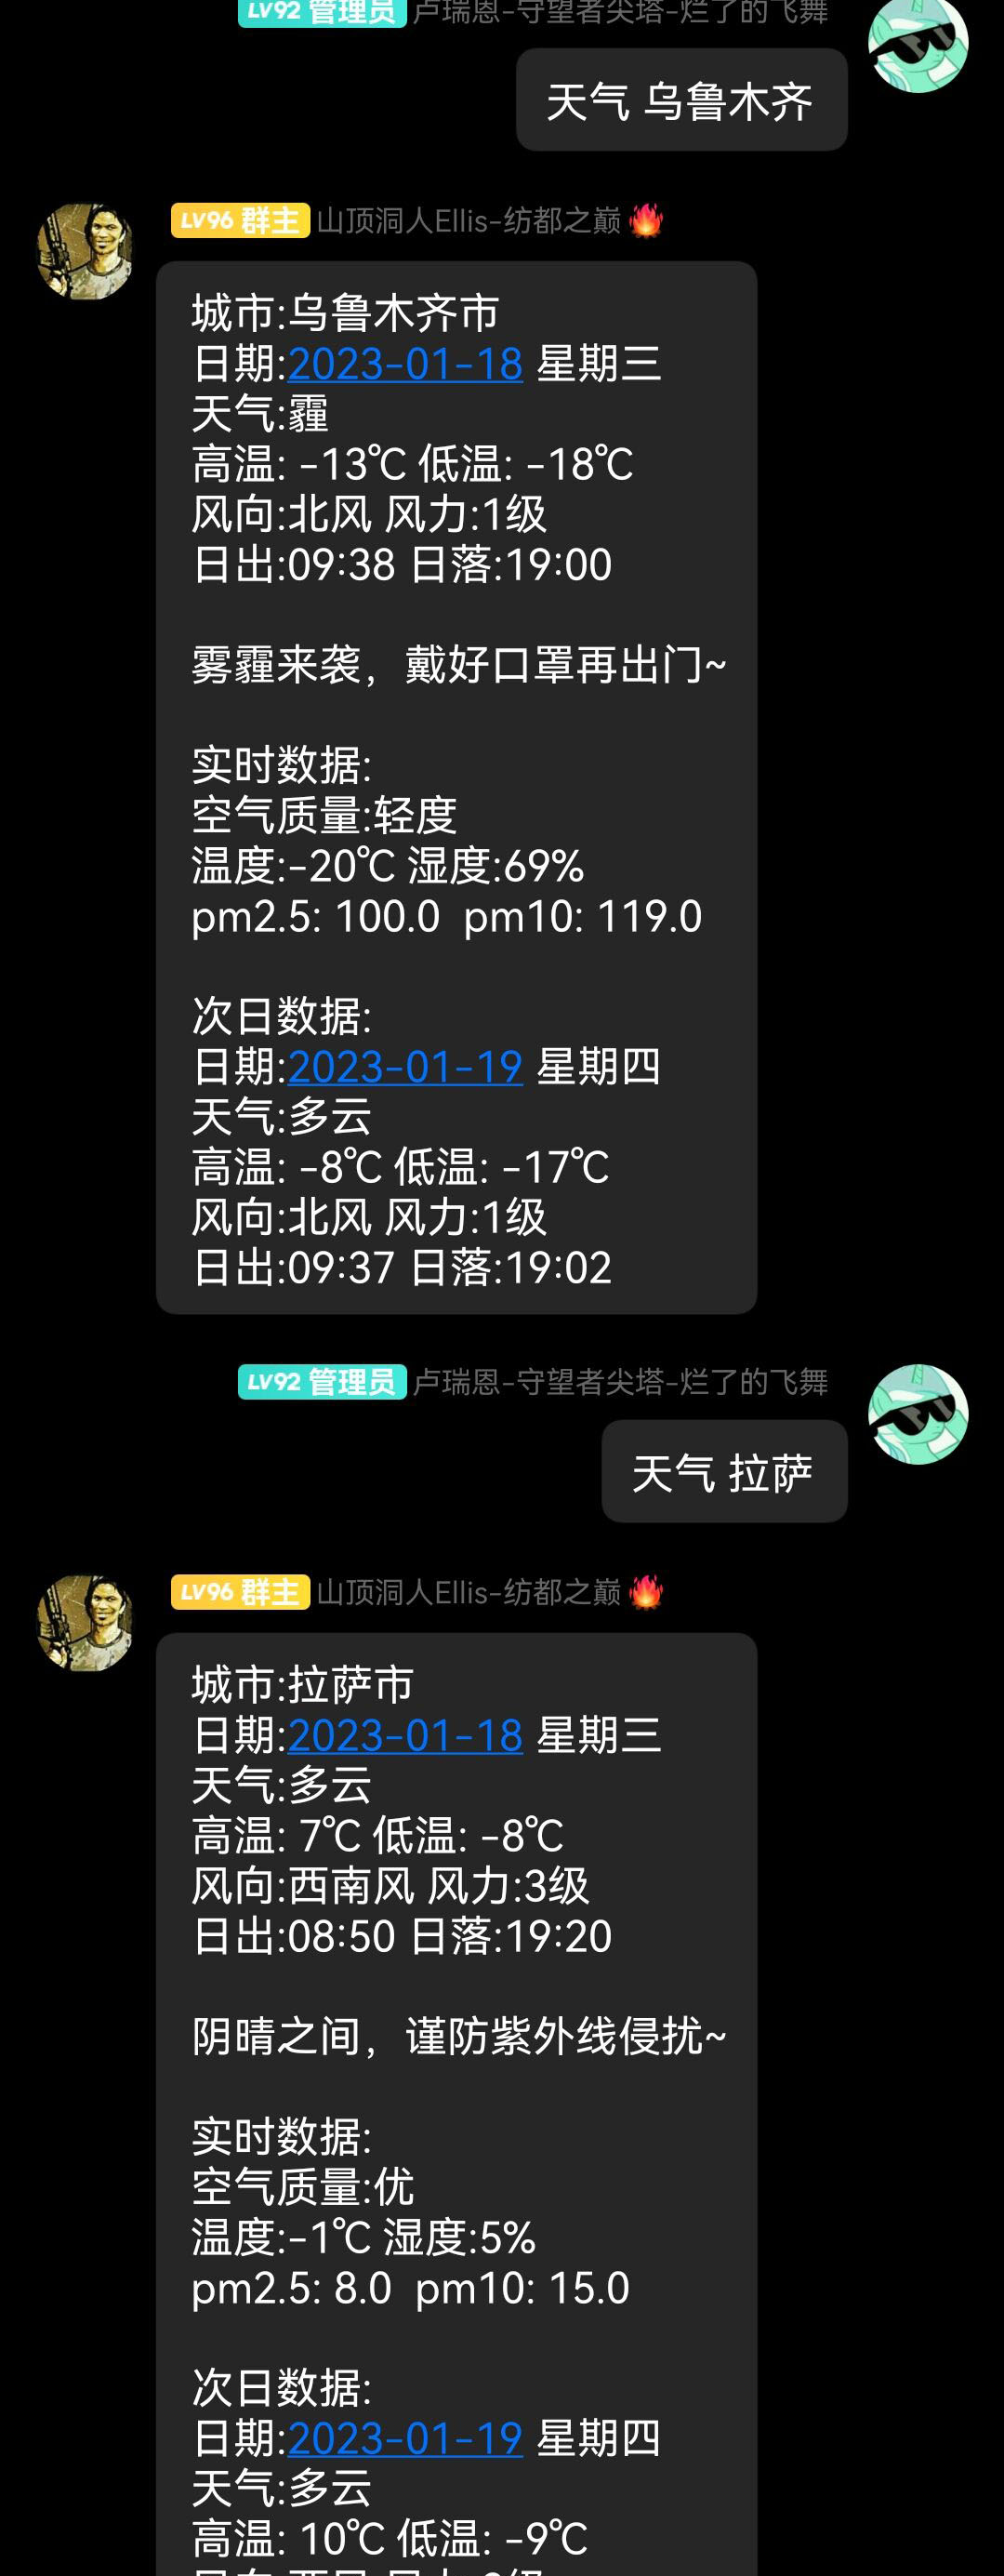 LV92 管理员 卢瑞恩-守望者尖塔-烂了的飞舞
天气 乌鲁木齐
LV96 群主 山顶洞人Ellis-纺都之巅🔥
城市:乌鲁木齐市
日期:2023-01-18 星期三
天气:霾
高温: -13℃ 低温: -18℃
风向:北风 风力:1级
日出:09:38 日落:19:00
雾霾来袭，戴好口罩再出门~
实时数据:
空气质量:轻度
温度:-20℃ 湿度:69%
pm2.5: 100.0  pm10: 119.0
次日数据:
日期:2023-01-19 星期四
天气:多云
高温: -8℃ 低温: -17℃
风向:北风 风力:1级
日出:09:37 日落:19:02
LV92 管理员 卢瑞恩-守望者尖塔-烂了的飞舞
天气 拉萨
LV96 群主 山顶洞人Ellis-纺都之巅🔥
城市:拉萨市
日期:2023-01-18 星期三
天气:多云
高温: 7℃ 低温: -8℃
风向:西南风 风力:3级
日出:08:50 日落:19:20
阴晴之间，谨防紫外线侵扰~
实时数据:
空气质量:优
温度:-1℃ 湿度:5%
pm2.5: 8.0  pm10: 15.0
次日数据:
日期:2023-01-19 星期四
天气:多云
高温: 10℃ 低温: -9℃